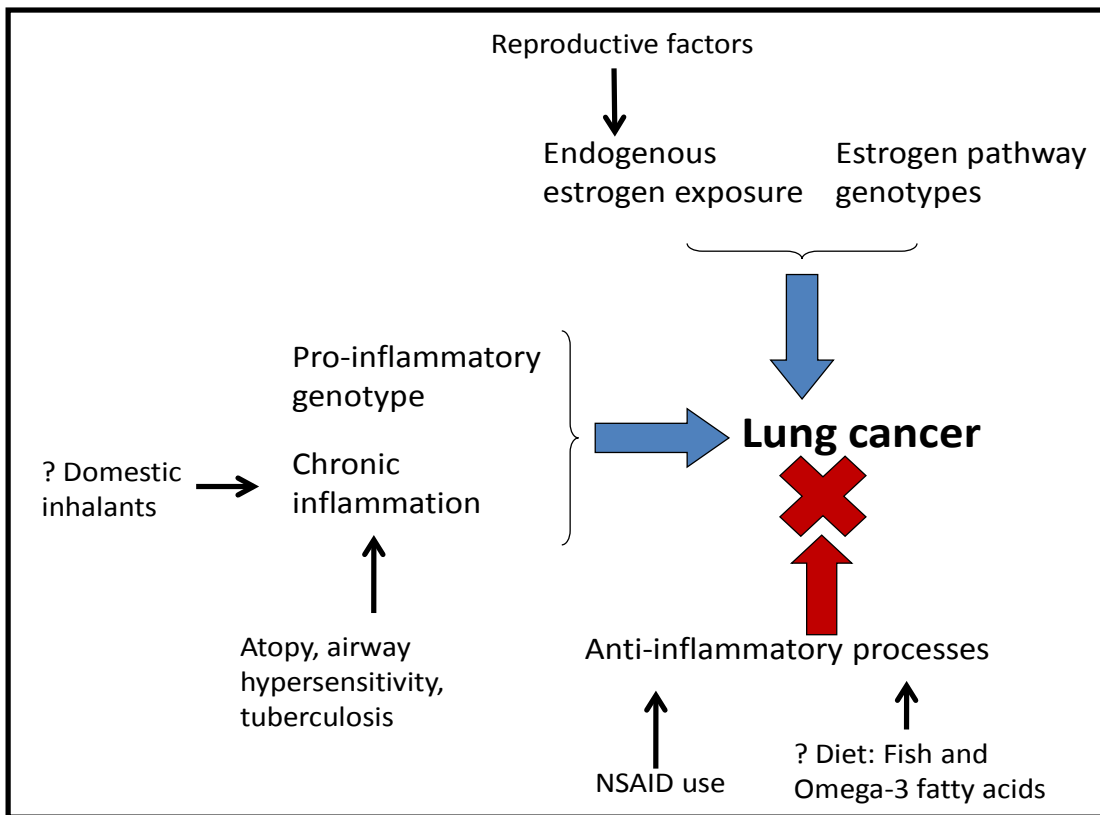 Reproductive factors
Endogenous
estrogen exposure
Estrogen pathway
genotypes
Pro-inflammatory
genotype
Lung cancer
? Domestic
inhalants
Chronic
inflammation
Atopy, airway
hypersensitivity,
tuberculosis
Anti-inflammatory processes
NSAID use
? Diet: Fish and
Omega-3 fatty acids